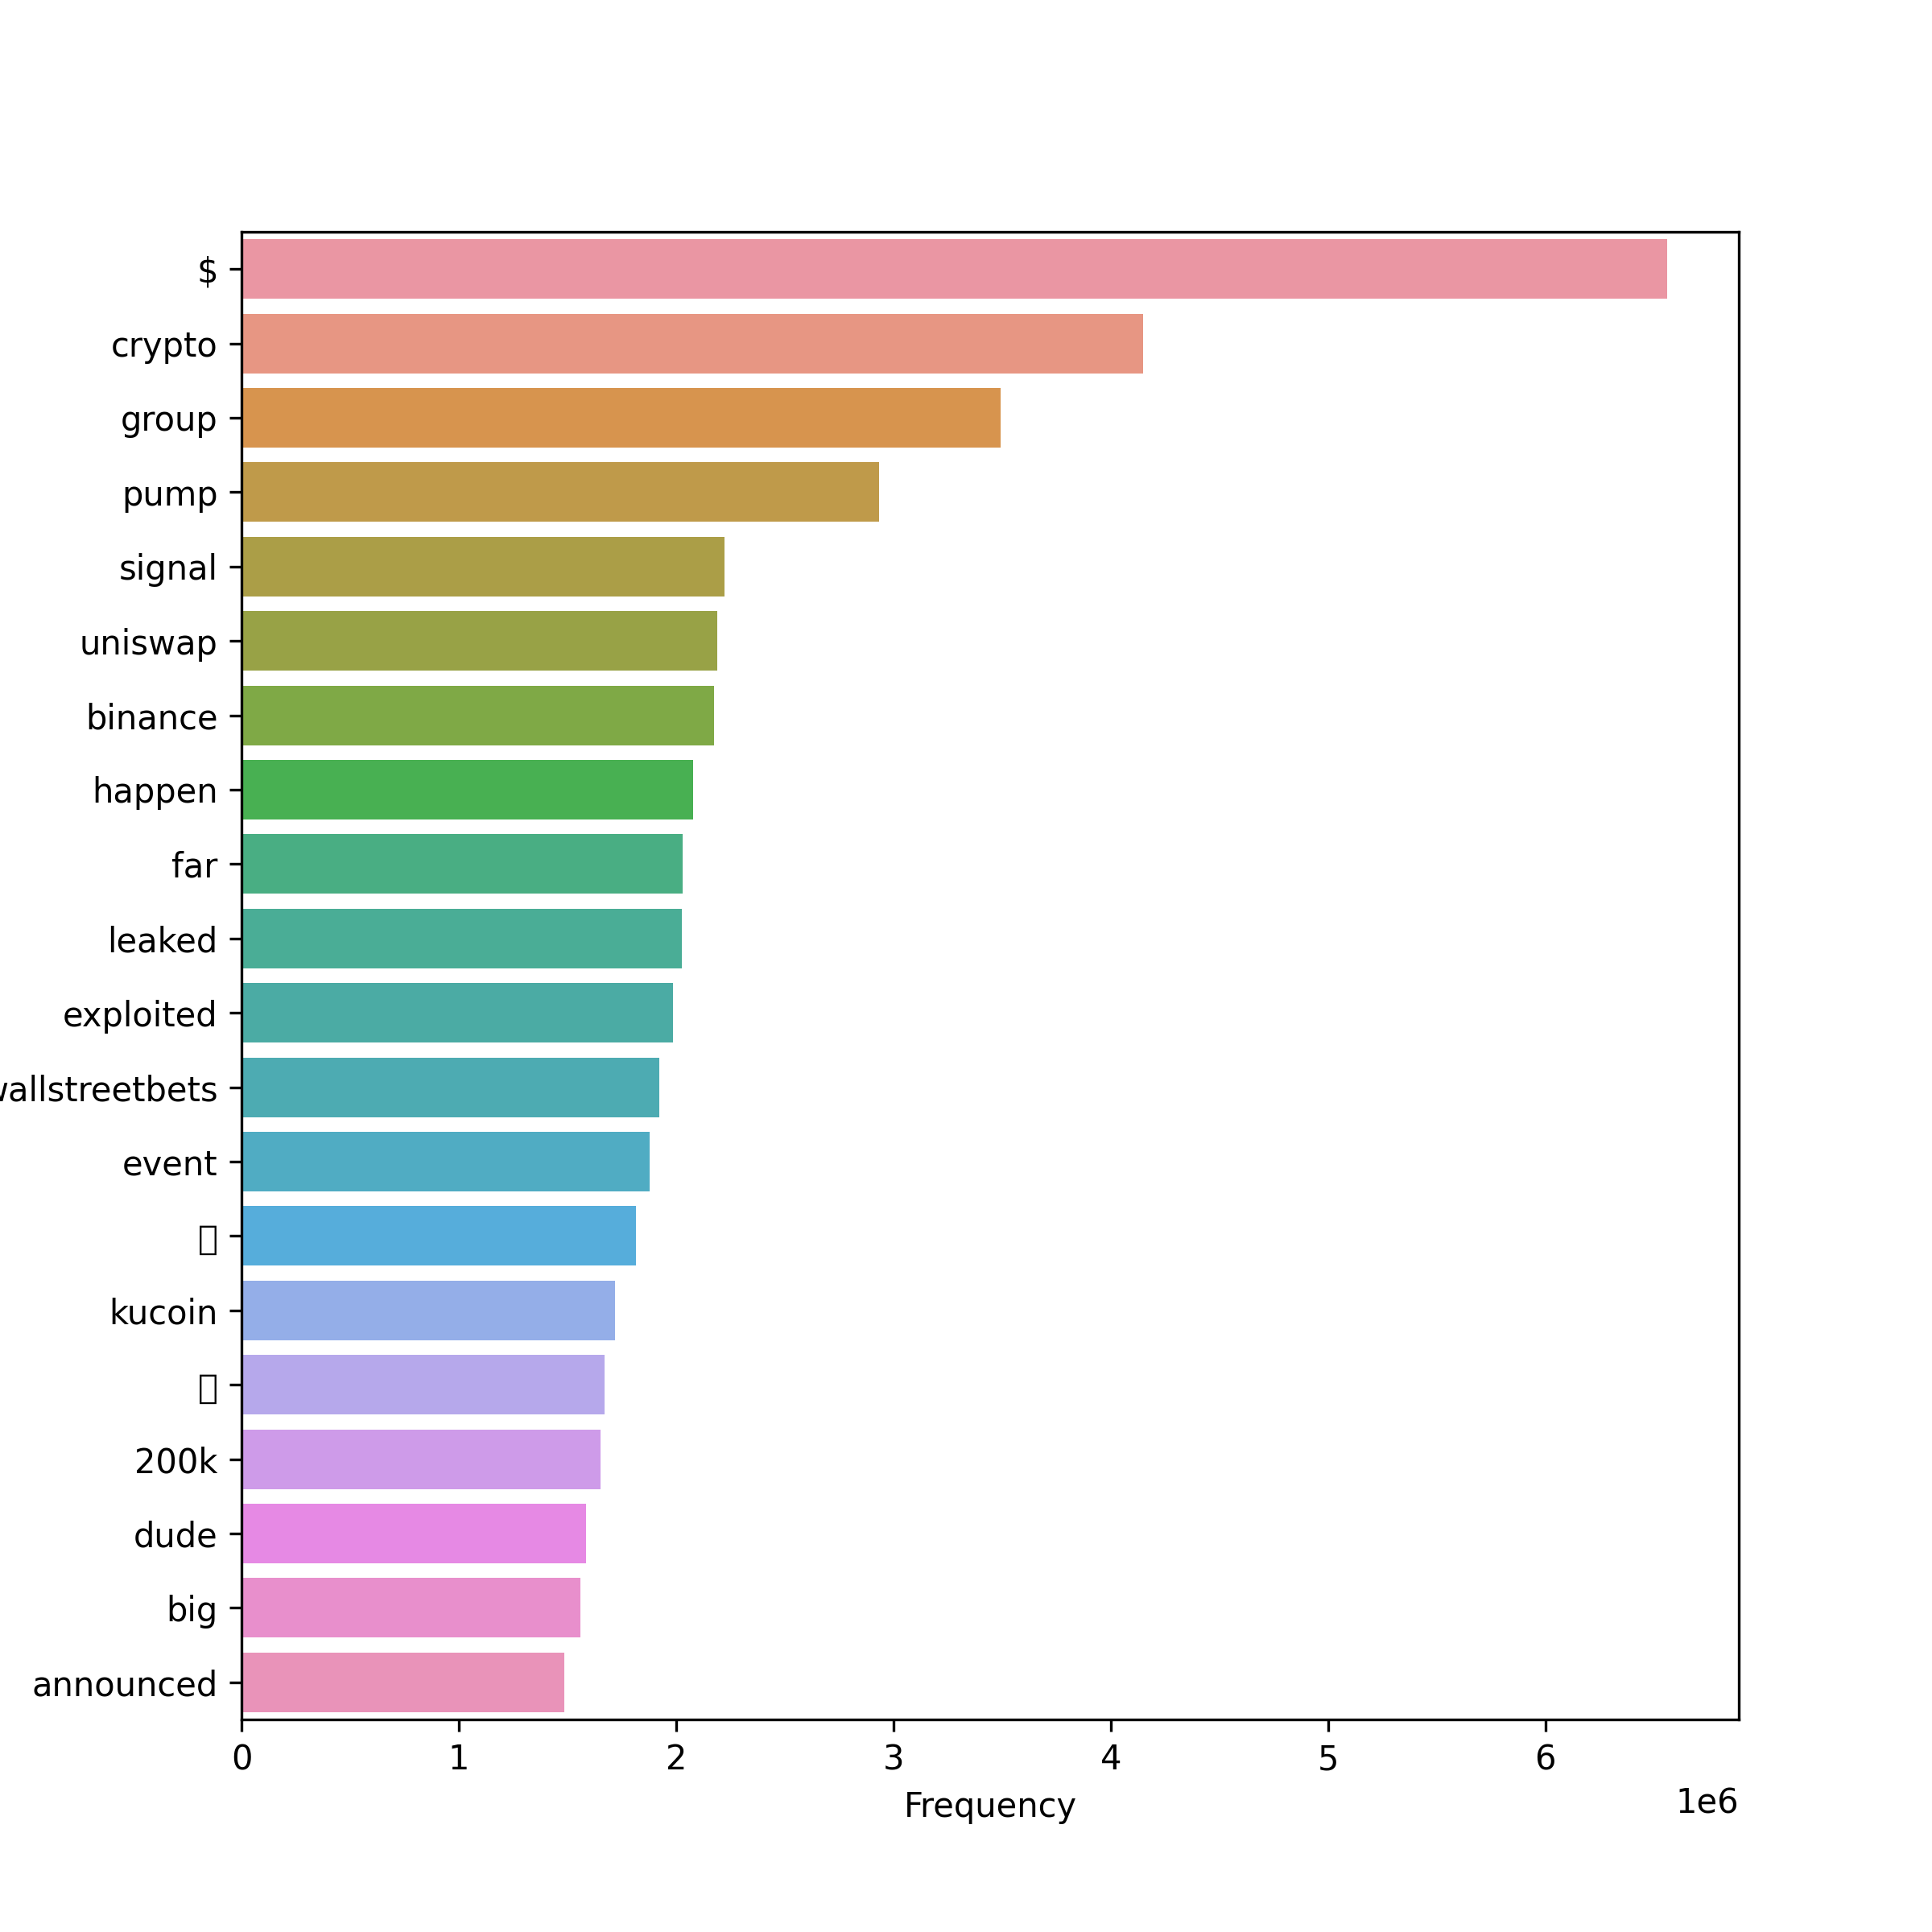 $
crypto
group
pump
signal
uniswap
binance
happen
far
leaked
exploited
wallstreetbets
event
kucoin
200k
dude
big
announced
0 1 2 3 4 5 6
Frequency
1e6